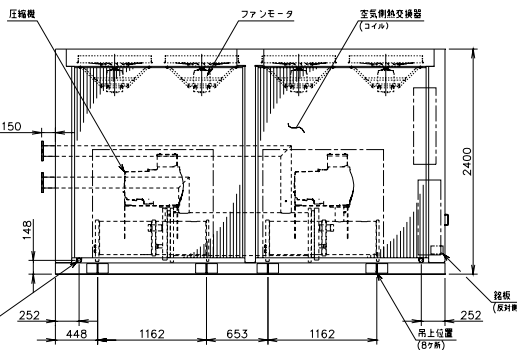 圧縮機
ファンモータ
空気側熱交換器
(コイル)
150
2400
148
銘板
(反対側
252
448
1162
653
1162
吊上位置
(8ケ所)
252